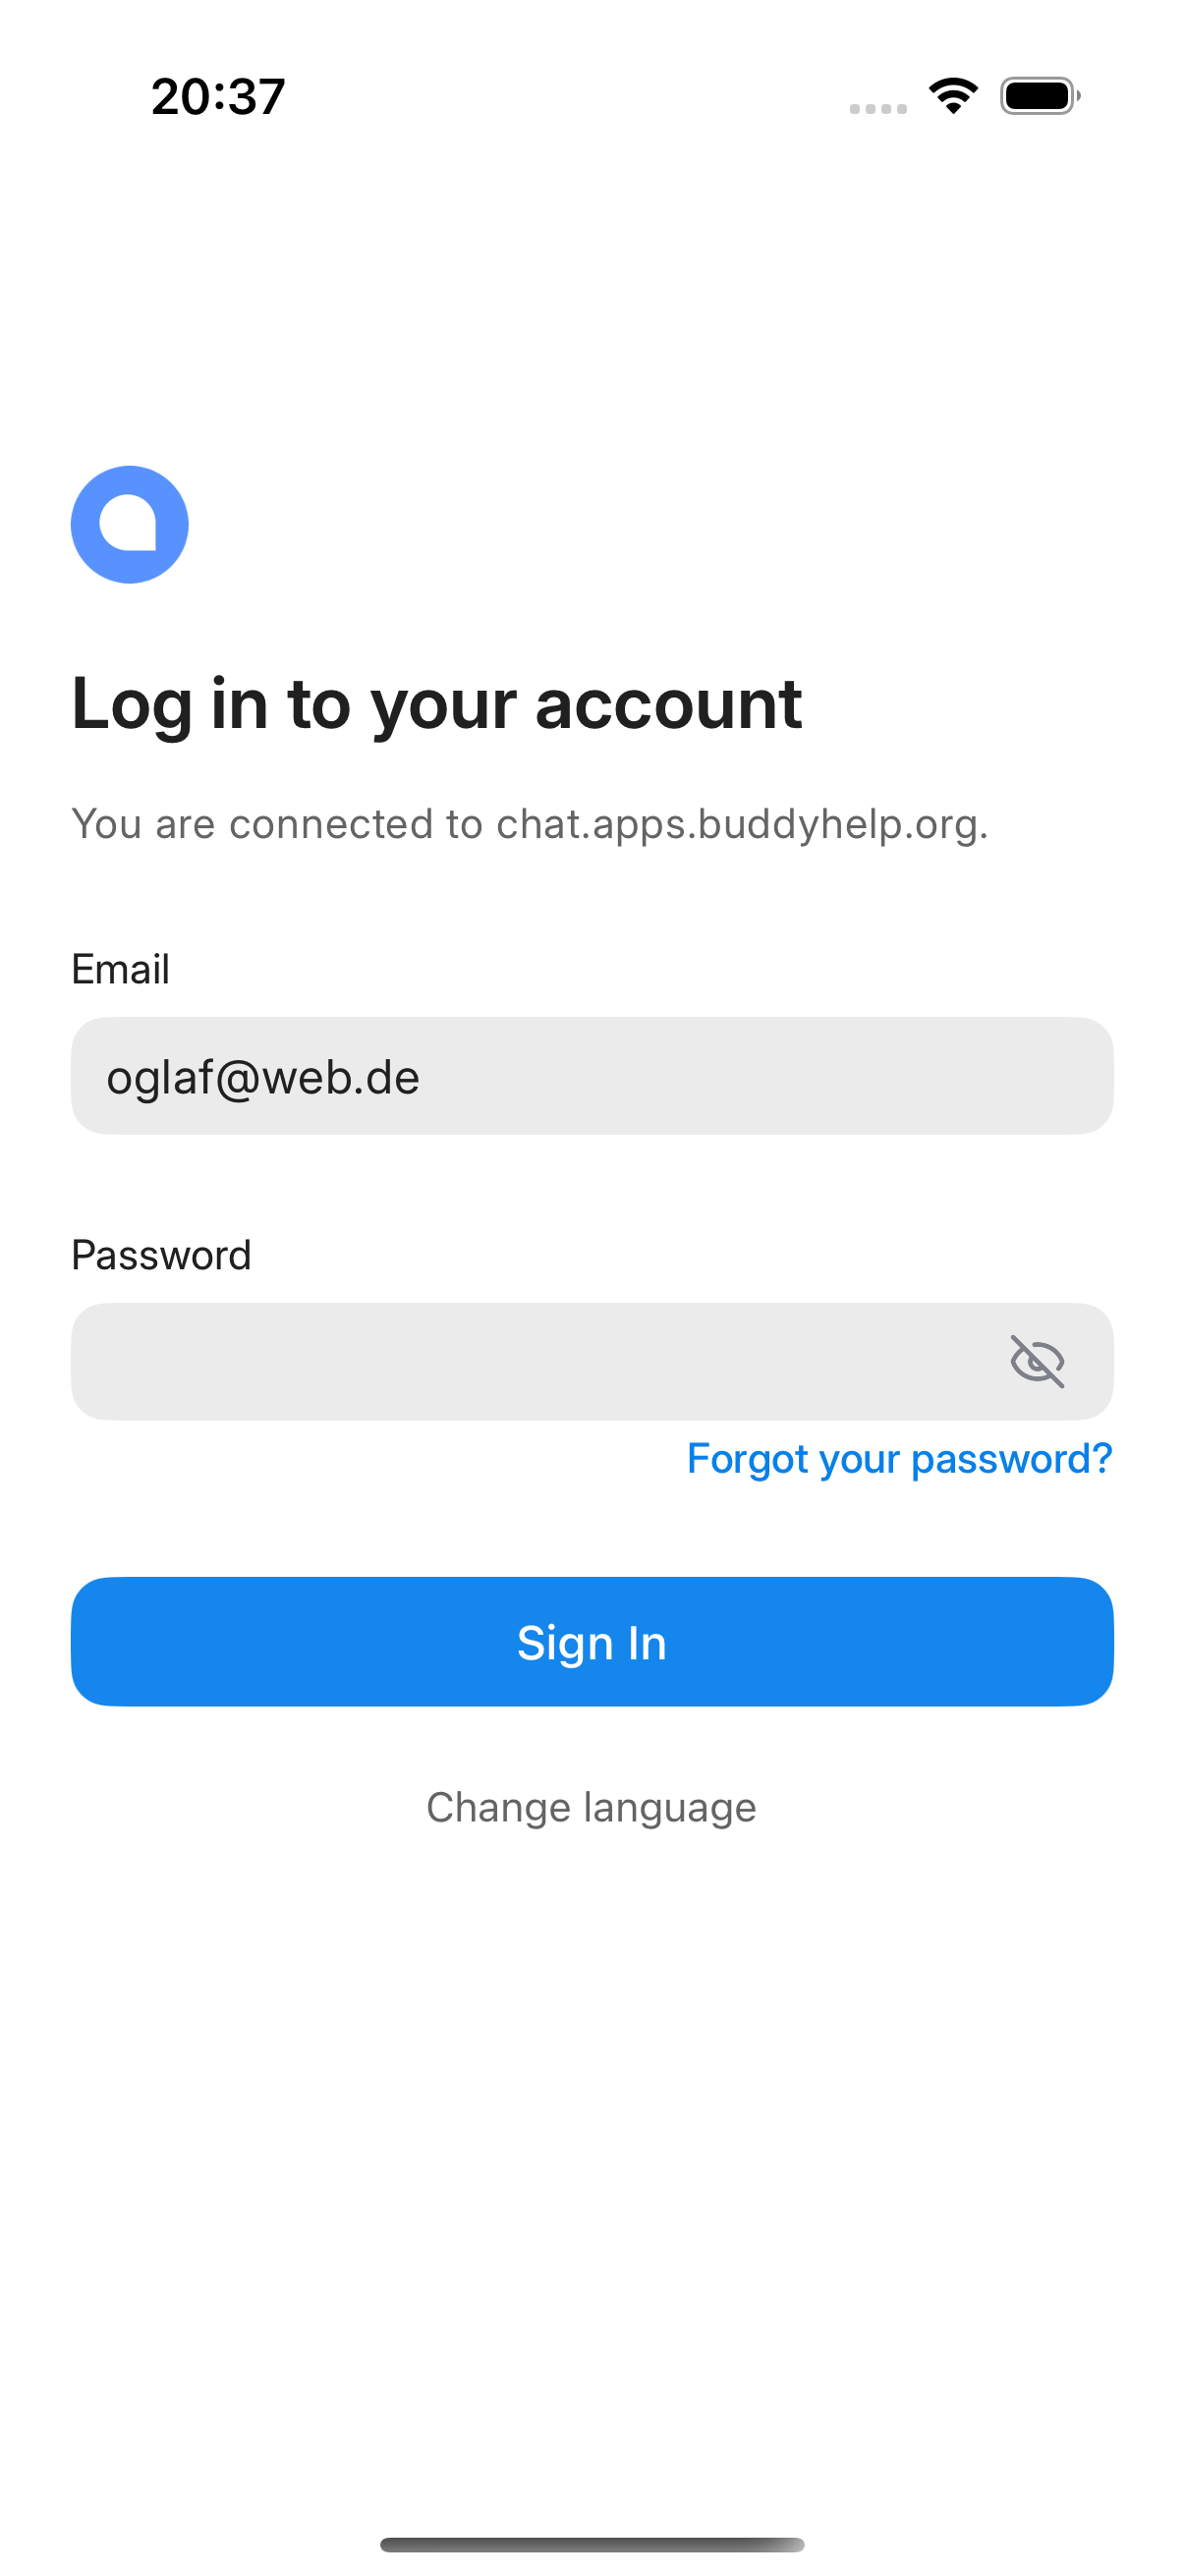 20:37
Log in to your account
You are connected to chat.apps.buddyhelp.org.
Email
oglaf@web.de
Password
Forgot your password?
Sign In
Change language